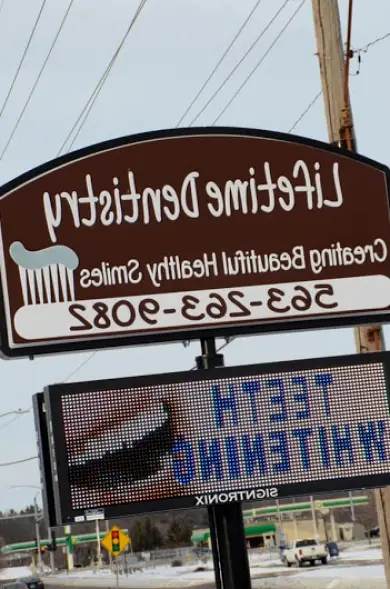 Lifetime Dentistry
Creating Beautiful Healthy Smiles
563-263-9082
TEETH
WHITENING
SIGNTRONIX